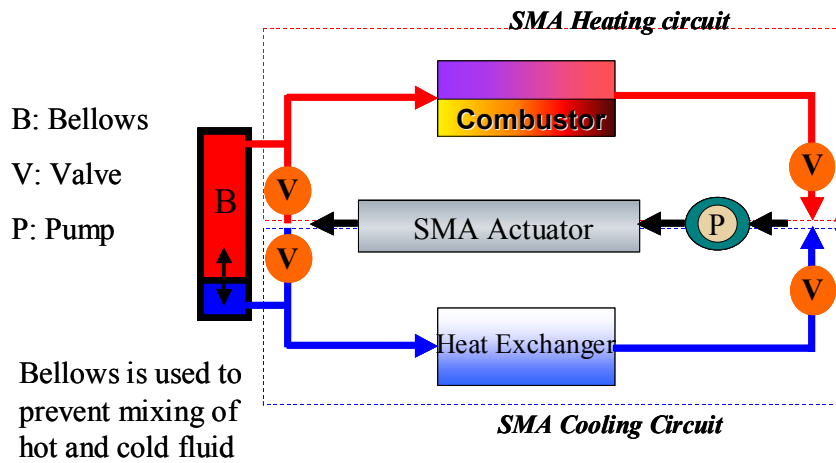 SMA Heating circuit
B: Bellows
V: Valve
P: Pump
Combustor
B
V
V
V
V
SMA Actuator
P
Heat Exchanger
Bellows is used to
prevent mixing of
hot and cold fluid
SMA Cooling Circuit